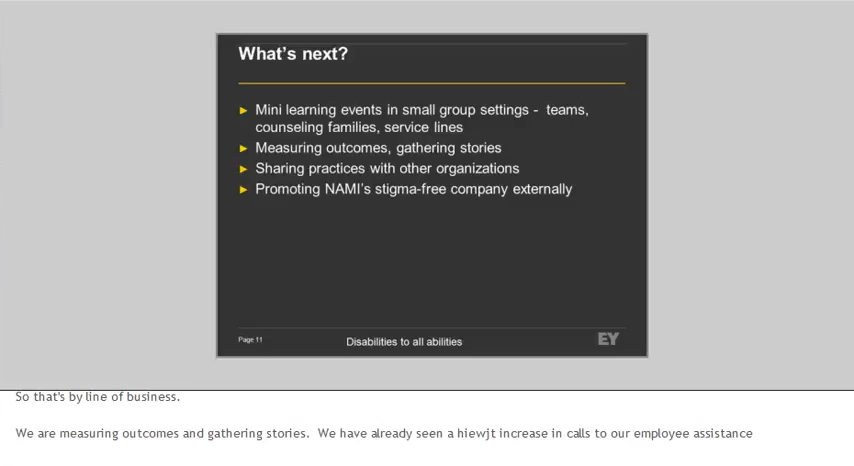 What's next?
► Mini learning events in small group settings - teams,
counseling families, service lines
► Measuring outcomes, gathering stories
► Sharing practices with other organizations
► Promoting NAMI's stigma-free company externally
Page 11
Disabilities to all abilities
EY
So that's by line of business.
We are measuring outcomes and gathering stories. We have already seen a hiewjt increase in calls to our employee assistance